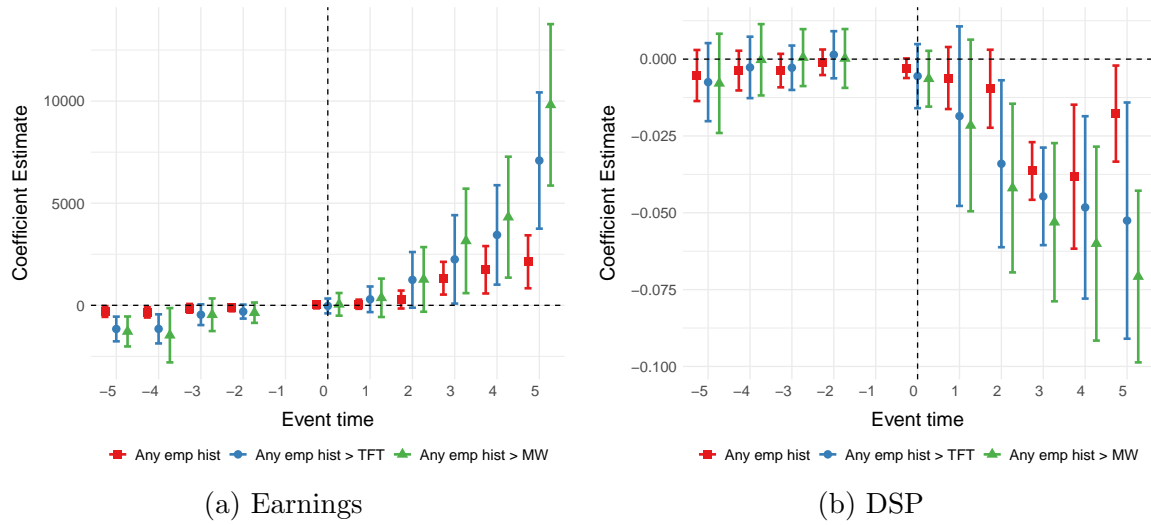 Coefficient Estimate
10000
5000
0
−5 −4 −3 −2 −1 0 1 2 3 4 5
Event time
Any emp hist Any emp hist > TFT Any emp hist > MW
(a) Earnings
Coefficient Estimate
0.000
−0.025
−0.050
−0.075
−0.100
−5 −4 −3 −2 −1 0 1 2 3 4 5
Event time
Any emp hist Any emp hist > TFT Any emp hist > MW
(b) DSP